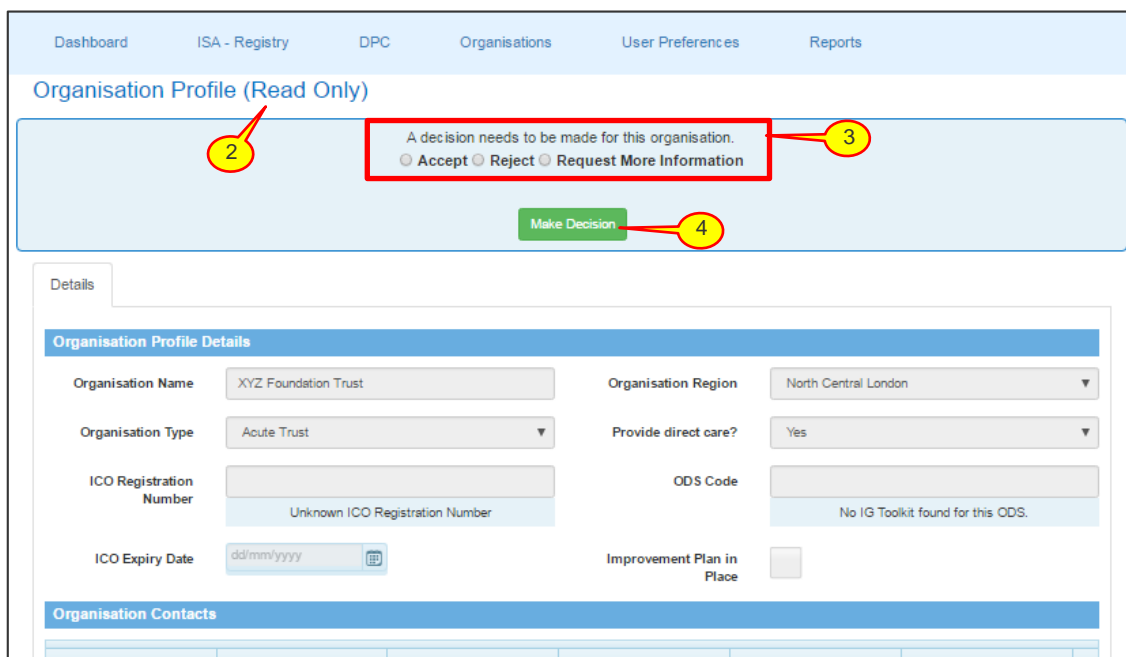 Dashboard ISA - Registry DPC Organisations User Preferences Reports
Organisation Profile (Read Only)
2
A decision needs to be made for this organisation.
3
Accept Reject Request More Information
Make Decision
4
Details
Organisation Profile Details
Organisation Name XYZ Foundation Trust Organisation Region North Central London
Organisation Type Acute Trust Provide direct care? Yes
ICO Registration Number ODS Code
Unknown ICO Registration Number No IG Toolkit found for this ODS.
ICO Expiry Date dd/mm/yyyy Improvement Plan in Place
Organisation Contacts